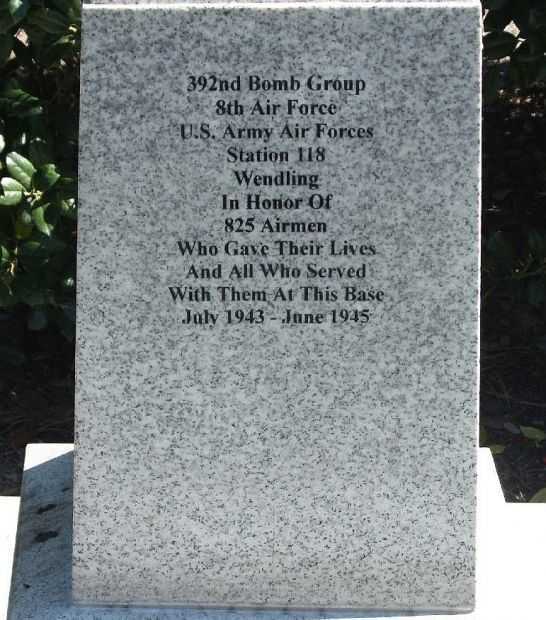 392nd Bomb Group
8th Air Force
U.S. Army Air Forces
Station 118
Wendling
In Honor Of
825 Airmen
Who Gave Their Lives
And All Who Served
With Them At This Base
July 1943 - June 1945